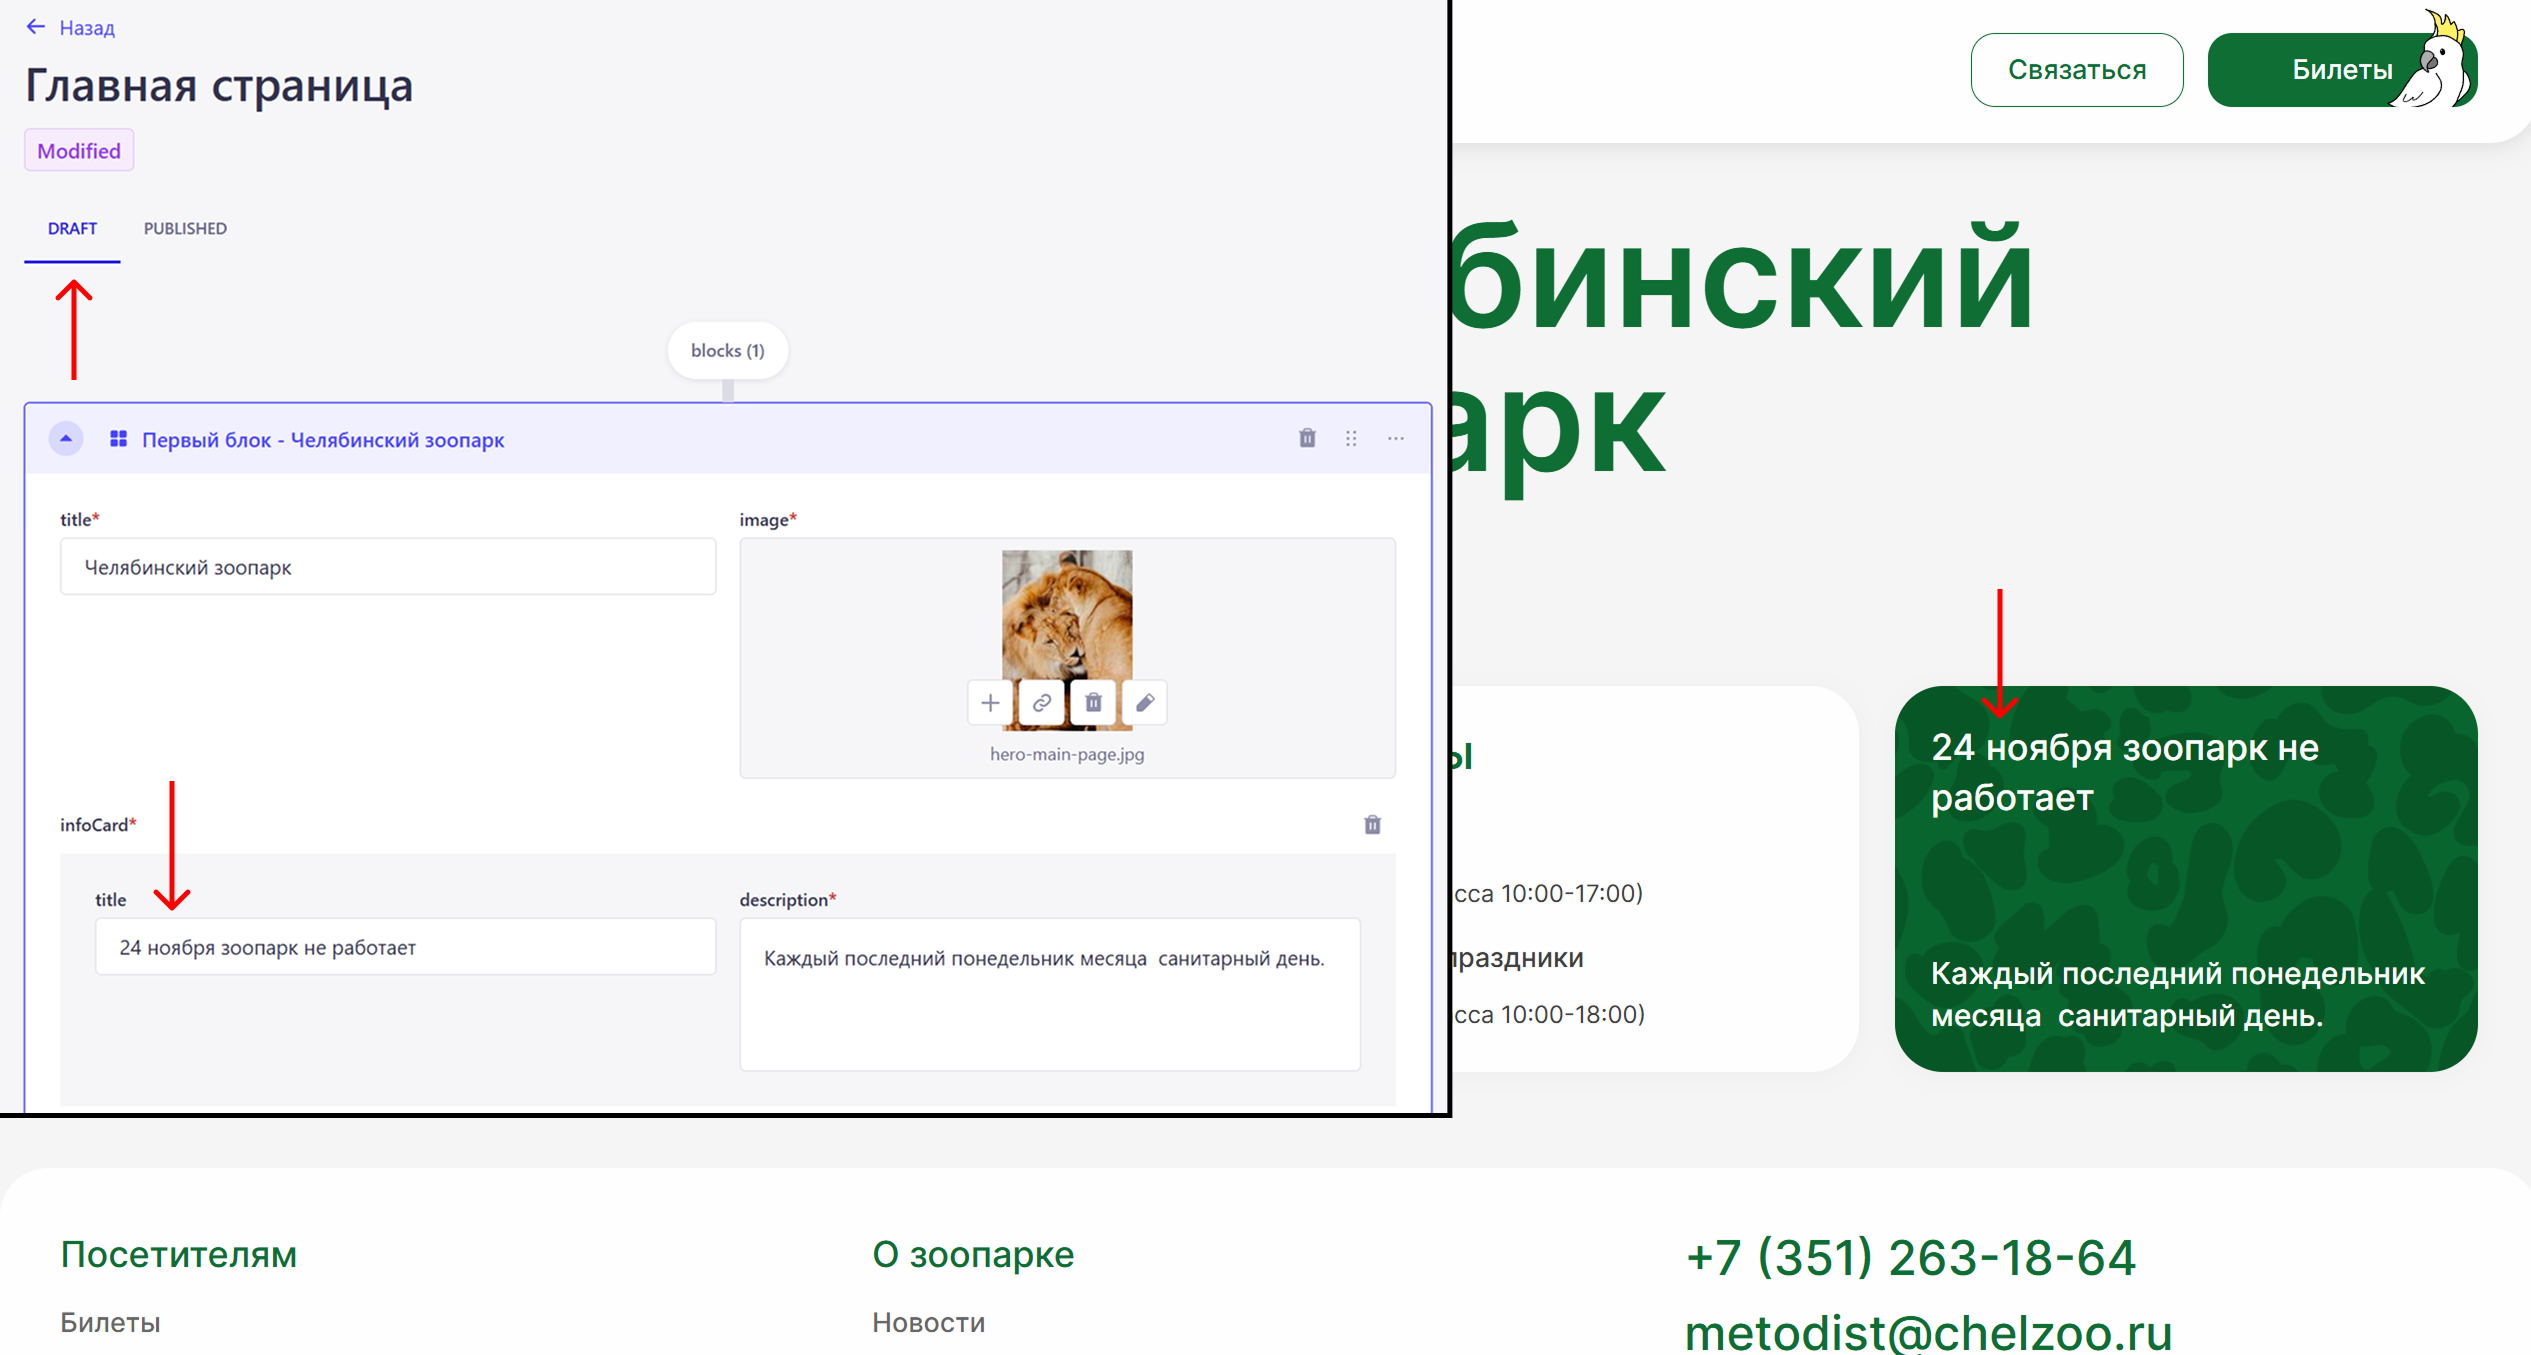 Назад
Главная страница
Modified
DRAFT
PUBLISHED
blocks (1)
Первый блок - Челябинский зоопарк
title*
Челябинский зоопарк
image*
hero-main-page.jpg
infoCard*
title
24 ноября зоопарк не работает
description*
Каждый последний понедельник месяца  санитарный день.
Связаться
Билеты
бинский
арк
ы
сса 10:00-17:00)
праздники
сса 10:00-18:00)
24 ноября зоопарк не
работает
Каждый последний понедельник
месяца  санитарный день.
Посетителям
Билеты
О зоопарке
Новости
+7 (351) 263-18-64
metodist@chelzoo.ru